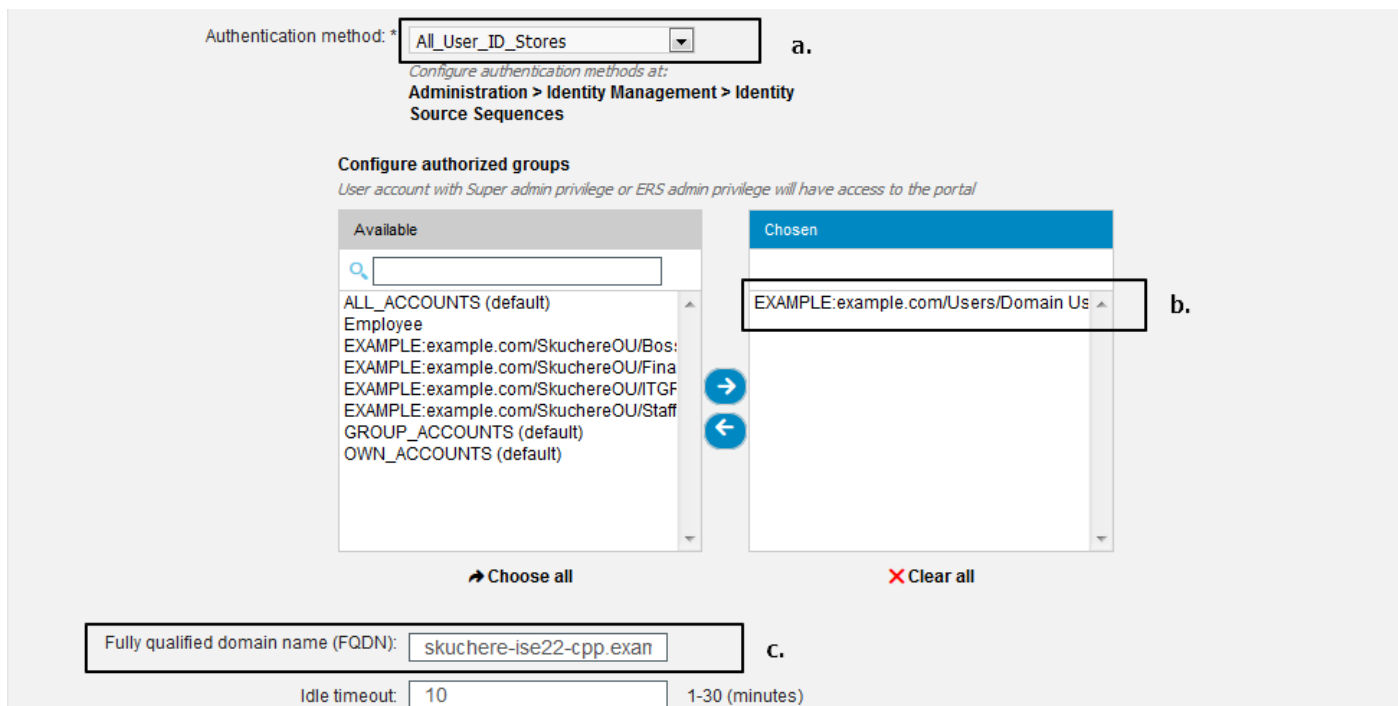 Authentication method: * All_User_ID_Stores a.
Configure authentication methods at:
Administration > Identity Management > Identity
Source Sequences
Configure authorized groups
User account with Super admin privilege or ERS admin privilege will have access to the portal
Available Chosen
ALL_ACCOUNTS (default) EXAMPLE:example.com/Users/Domain Us b.
Employee
EXAMPLE:example.com/SkuchereOU/Bos
EXAMPLE:example.com/SkuchereOU/Fina
EXAMPLE:example.com/SkuchereOU/ITGF
EXAMPLE:example.com/SkuchereOU/Staff
GROUP_ACCOUNTS (default)
OWN_ACCOUNTS (default)
Choose all Clear all
Fully qualified domain name (FQDN): skuchere-ise22-cpp.exam c.
Idle timeout: 10 1-30 (minutes)